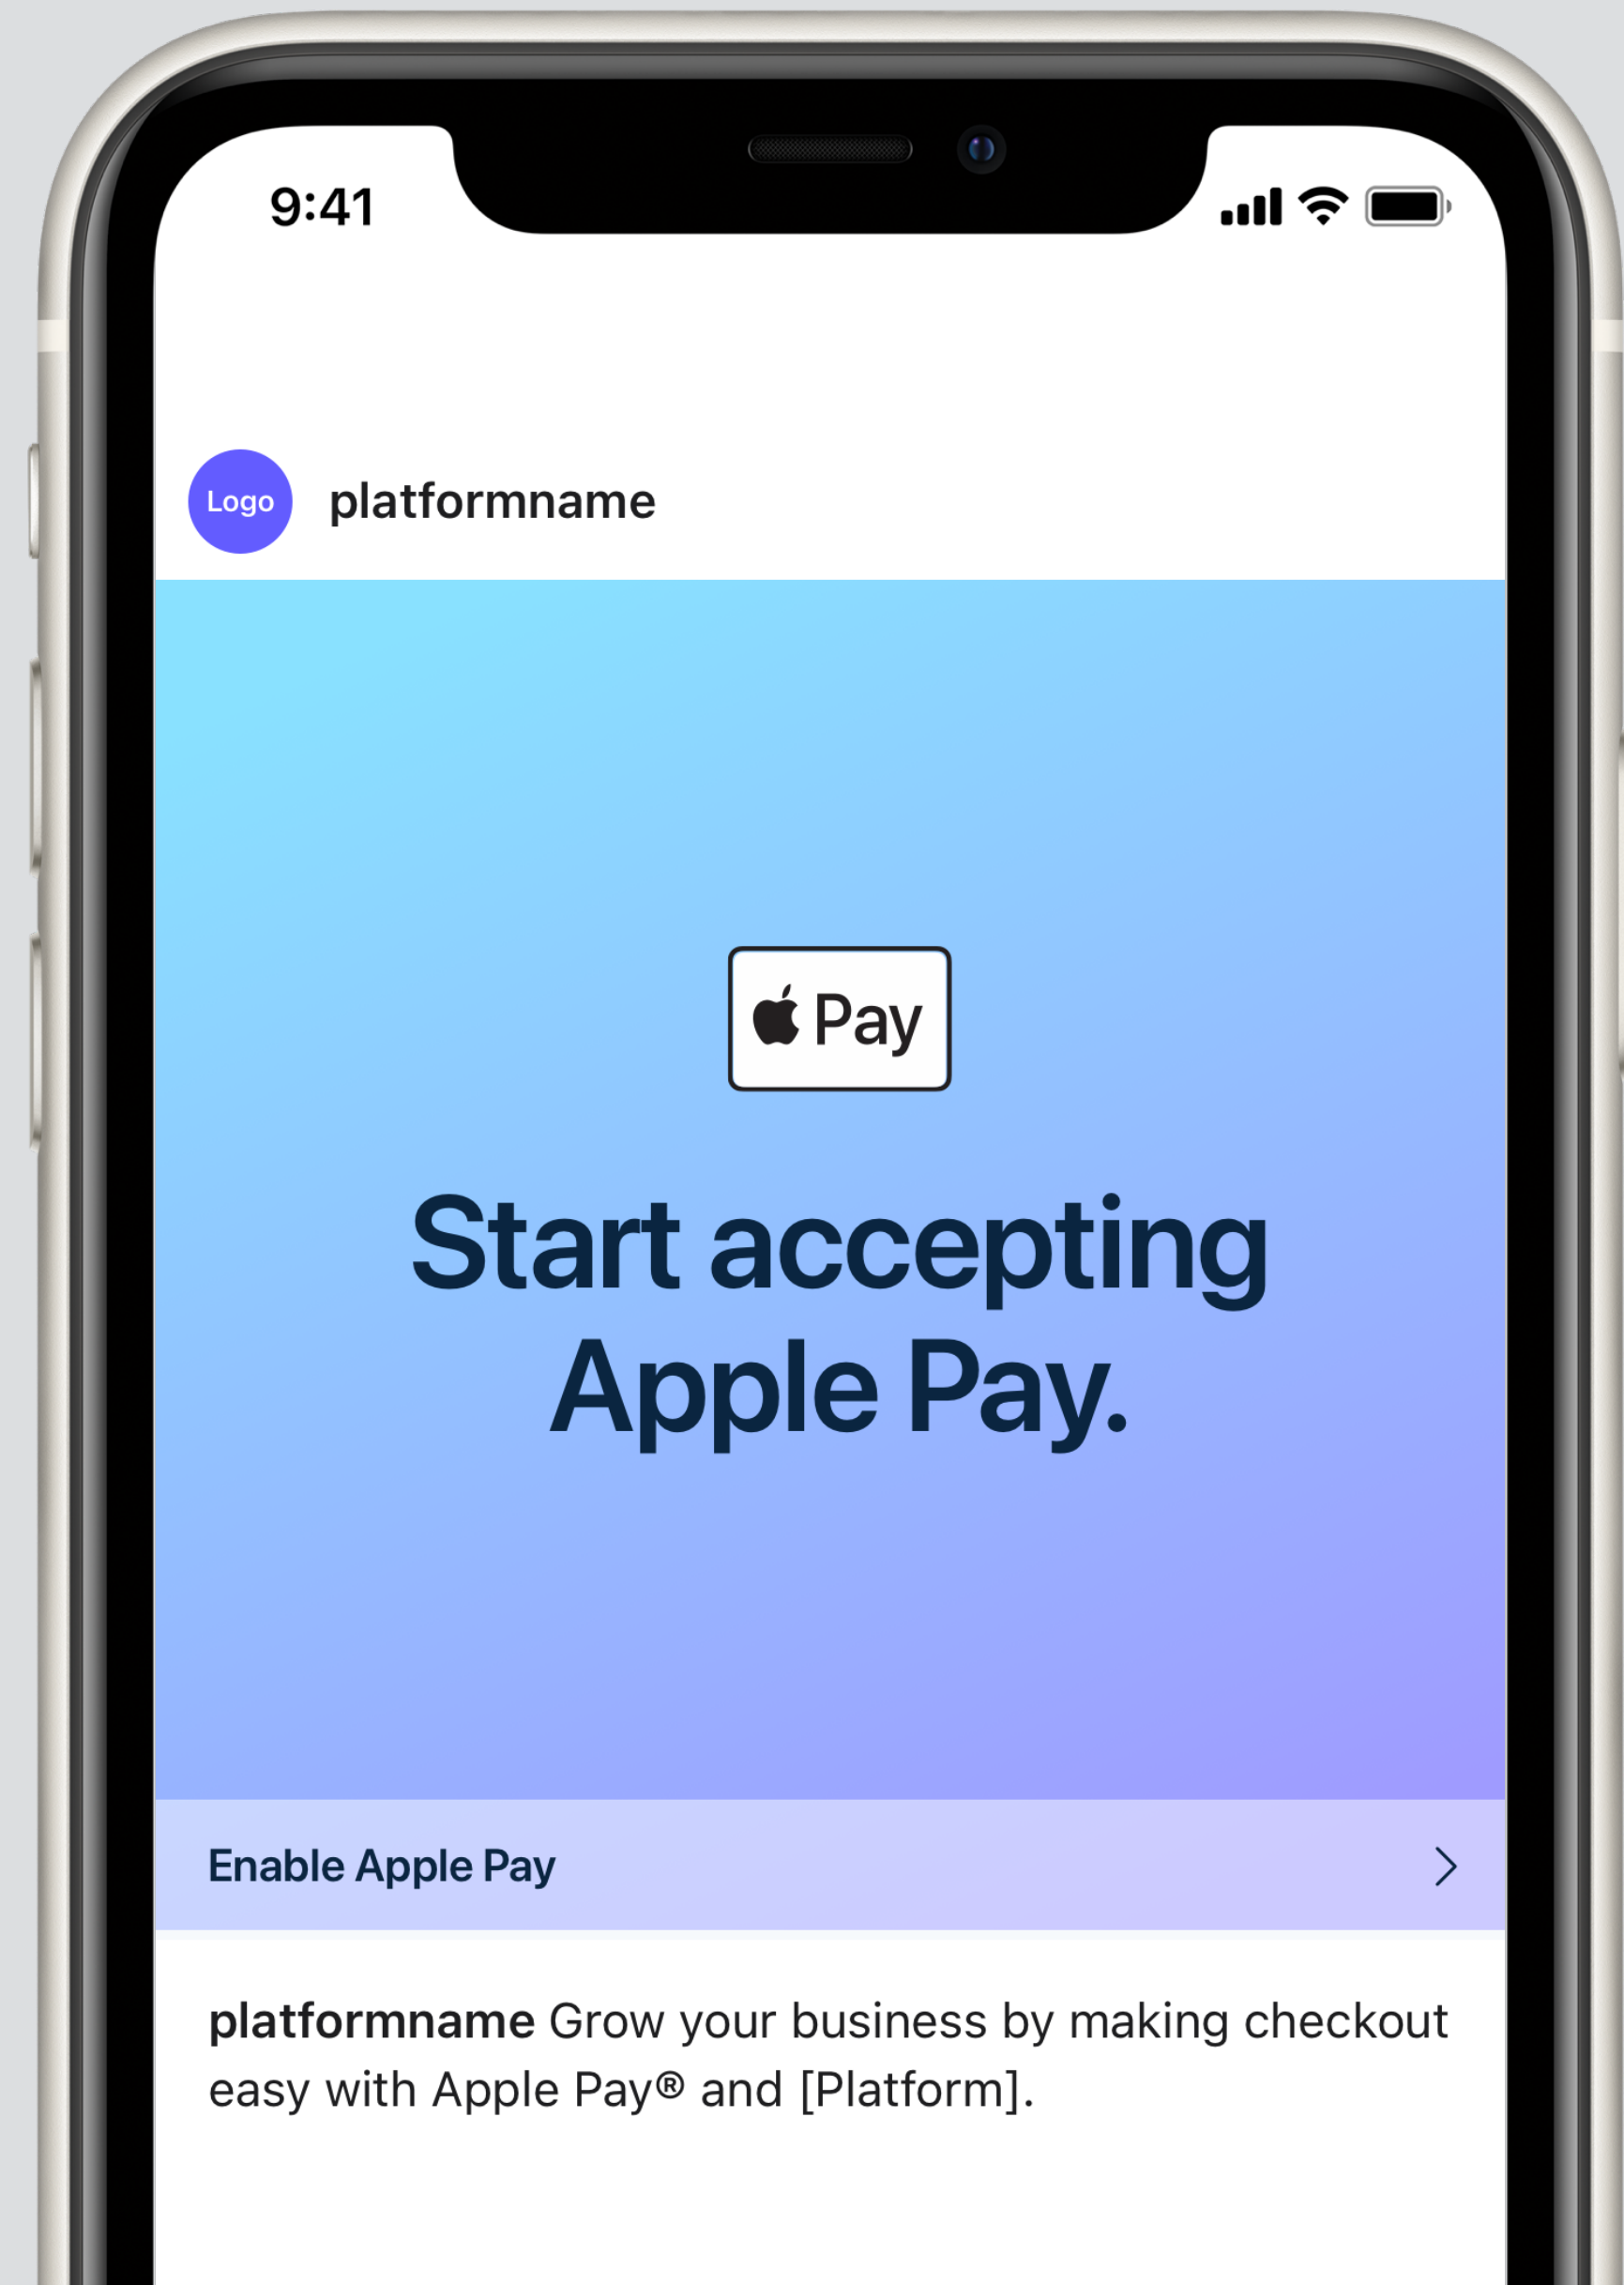 9:41
Logo
platformname
Pay
Start accepting
Apple Pay.
Enable Apple Pay
platformname Grow your business by making checkout
easy with Apple Pay® and [Platform].